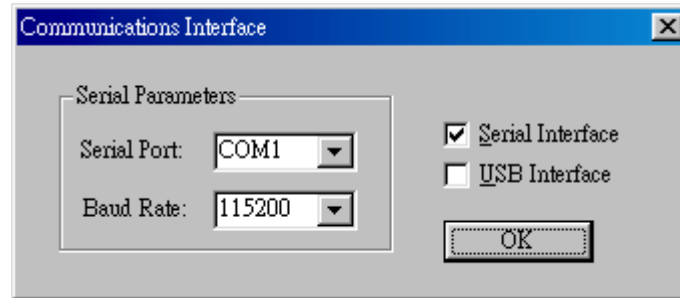 Communications Interface
Serial Parameters
Serial Port: COM1
Baud Rate: 115200
Serial Interface
USB Interface
OK